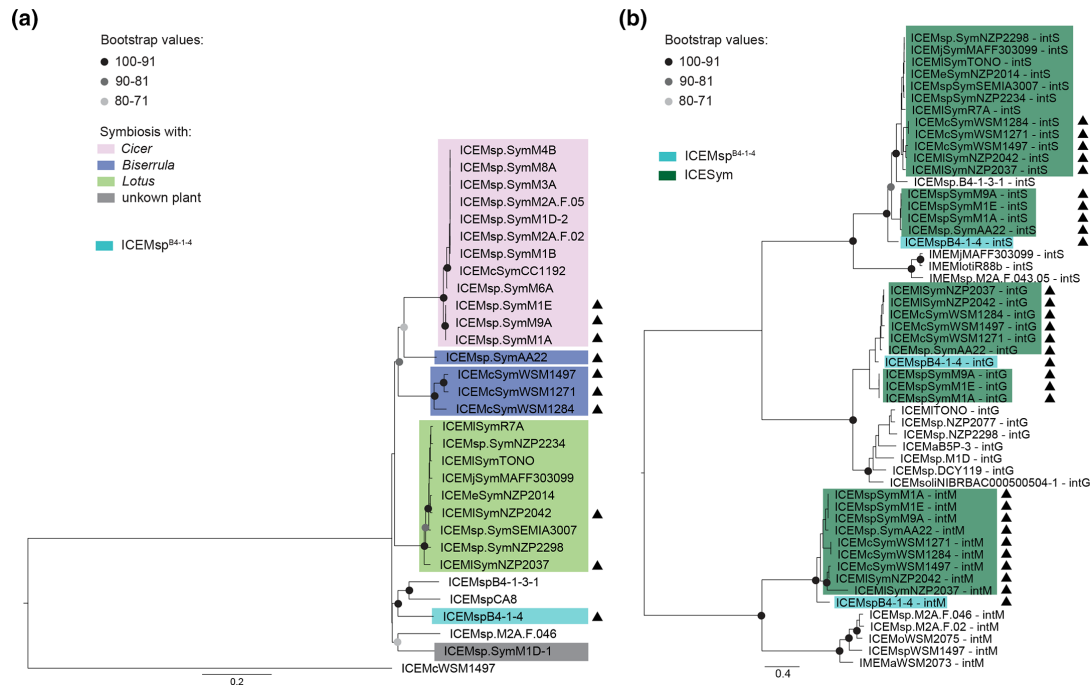 (a)
Bootstrap values:
100-91
90-81
80-71
Symbiosis with:
Cicer
Biserrula
Lotus
unkown plant
ICEMspB4-1-4
ICEMsp.SymM4B
ICEMsp.SymM8A
ICEMsp.SymM3A
ICEMsp.SymM2A.F.05
ICEMsp.SymM1D-2
ICEMsp.SymM2A.F.02
ICEMsp.SymM1B
ICEMcSymCC1192
ICEMsp.SymM6A
ICEMsp.SymM1E
ICEMsp.SymM9A
ICEMsp.SymM1A
ICEMsp.SymAA22
ICEMcSymWSM1497
ICEMcSymWSM1271
ICEMcSymWSM1284
ICEMlSymR7A
ICEMsp.SymNZP2234
ICEMlSymTONO
ICEMjSymMAFF303099
ICEMeSymNZP2014
ICEMlSymNZP2042
ICEMsp.SymSEMIA3007
ICEMsp.SymNZP2298
ICEMlSymNZP2037
ICEMspB4-1-3-1
ICEMspCA8
ICEMspB4-1-4
ICEMsp.M2A.F.046
ICEMsp.SymM1D-1
ICEMcWSM1497
0.2
(b)
Bootstrap values:
100-91
90-81
80-71
ICEMspB4-1-4
ICESym
ICEMsp.SymNZP2298 - intS
ICEMjSymMAFF303099 - intS
ICEMlSymTONO - intS
ICEMeSymNZP2014 - intS
ICEMspSymSEMIA3007 - intS
ICEMspSymNZP2234 - intS
ICEMlSymR7A - intS
ICEMcSymWSM1284 - intS
ICEMcSymWSM1271 - intS
ICEMcSymWSM1497 - intS
ICEMlSymNZP2042 - intS
ICEMlSymNZP2037 - intS
ICEMsp.B4-1-3-1 - intS
ICEMspSymM9A - intS
ICEMspSymM1E - intS
ICEMspSymM1A - intS
ICEMsp.SymAA22 - intS
ICEMspB4-1-4 - intS
IMEMjMAFF303099 - intS
IMEMlotiR88b - intS
IMEMsp.M2A.F.043.05 - intS
ICEMlSymNZP2037 - intG
ICEMlSymNZP2042 - intG
ICEMcSymWSM1284 - intG
ICEMcSymWSM1497 - intG
ICEMcSymWSM1271 - intG
ICEMsp.SymAA22 - intG
ICEMspB4-1-4 - intG
ICEMspSymM9A - intG
ICEMspSymM1E - intG
ICEMspSymM1A - intG
ICEMlTONO - intG
ICEMsp.NZP2077 - intG
ICEMsp.NZP2298 - intG
ICEMaB5P-3 - intG
ICEMsp.M1D - intG
ICEMsp.DCY119 - intG
ICEMsoliNIBRBAC000500504-1 - intG
ICEMspSymM1A - intM
ICEMspSymM1E - intM
ICEMspSymM9A - intM
ICEMsp.SymAA22 - intM
ICEMcSymWSM1271 - intM
ICEMcSymWSM1284 - intM
ICEMcSymWSM1497 - intM
ICEMlSymNZP2042 - intM
ICEMlSymNZP2037 - intM
ICEMspB4-1-4 - intM
ICEMsp.M2A.F.046 - intM
ICEMsp.M2A.F.02 - intM
ICEMoWSM2075 - intM
ICEMspWSM1497 - intM
IMEMaWSM2073 - intM
0.4